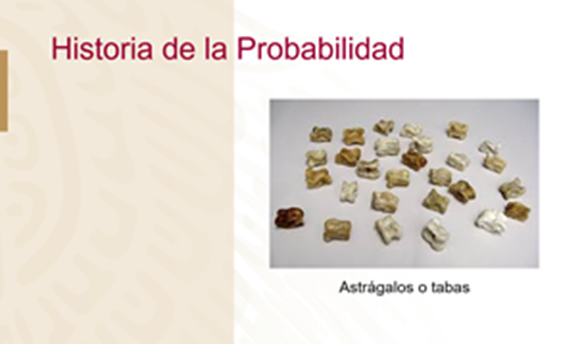 Historia de la Probabilidad
Astrágalos o tabas